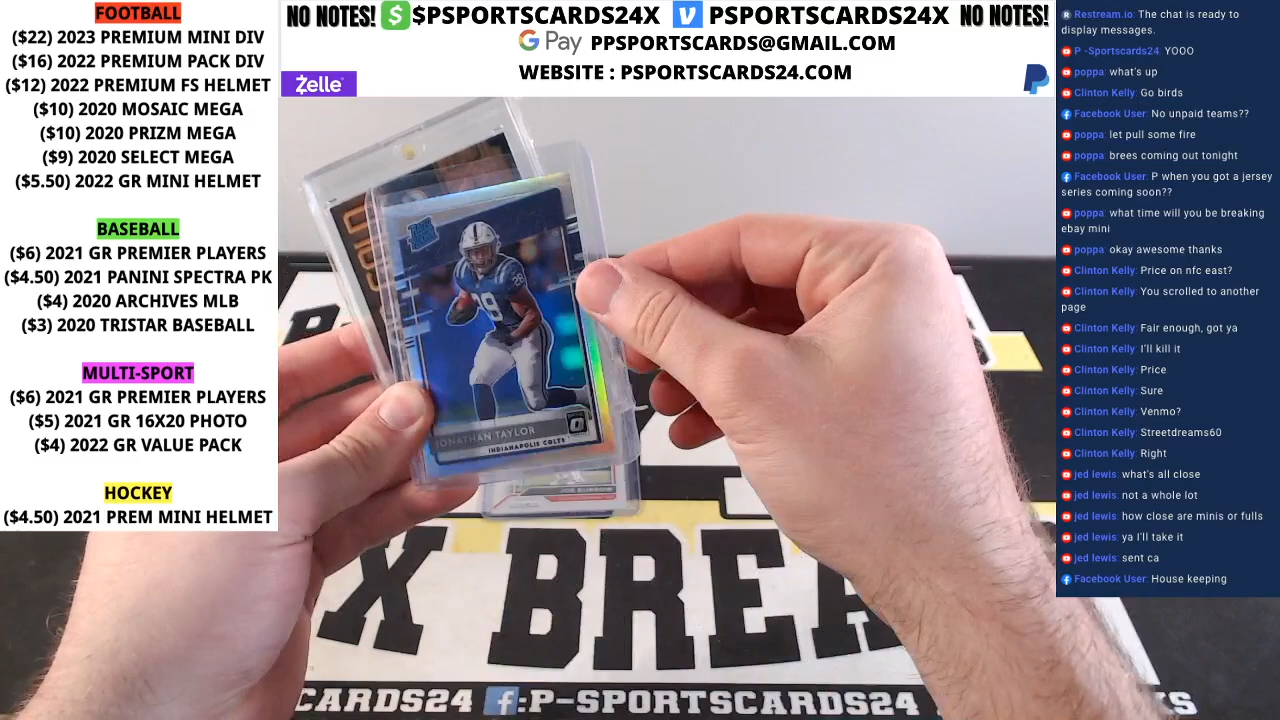 FOOTBALL
($22) 2023 PREMIUM MINI DIV
($16) 2022 PREMIUM PACK DIV
($12) 2022 PREMIUM FS HELMET
($10) 2020 MOSAIC MEGA
($10) 2020 PRIZM MEGA
($9) 2020 SELECT MEGA
($5.50) 2022 GR MINI HELMET
BASEBALL
($6) 2021 GR PREMIER PLAYERS
($4.50) 2021 PANINI SPECTRA PK
($4) 2020 ARCHIVES MLB
($3) 2020 TRISTAR BASEBALL
MULTI-SPORT
($6) 2021 GR PREMIER PLAYERS
($5) 2021 GR 16X20 PHOTO
($4) 2022 GR VALUE PACK
HOCKEY
($4.50) 2021 PREM MINI HELMET
NO NOTES! $ $PSPORTSCARDS24X V PSPORTSCARDS24X NO NOTES!
G Pay PPSPORTSCARDS@GMAIL.COM
WEBSITE : PSPORTSCARDS24.COM
Zelle
28
JONATHAN TAYLOR
INDIANAPOLIS COLTS
JOE BURROW
X BREA
CARDS24 f:P-SPORTSCARDS24
Restream.io: The chat is ready to
display messages.
P -Sportscards24: YOOO
poppa: what's up
Clinton Kelly: Go birds
Facebook User: No unpaid teams??
poppa: let pull some fire
poppa: brees coming out tonight
Facebook User: P when you got a jersey
series coming soon??
poppa: what time will you be breaking
ebay mini
poppa: okay awesome thanks
Clinton Kelly: Price on nfc east?
Clinton Kelly: You scrolled to another
page
Clinton Kelly: Fair enough, got ya
Clinton Kelly: I'll kill it
Clinton Kelly: Price
Clinton Kelly: Sure
Clinton Kelly: Venmo?
Clinton Kelly: Streetdreams60
Clinton Kelly: Right
jed lewis: what's all close
jed lewis: not a whole lot
jed lewis: how close are minis or fulls
jed lewis: ya I'll take it
jed lewis: sent ca
Facebook User: House keeping